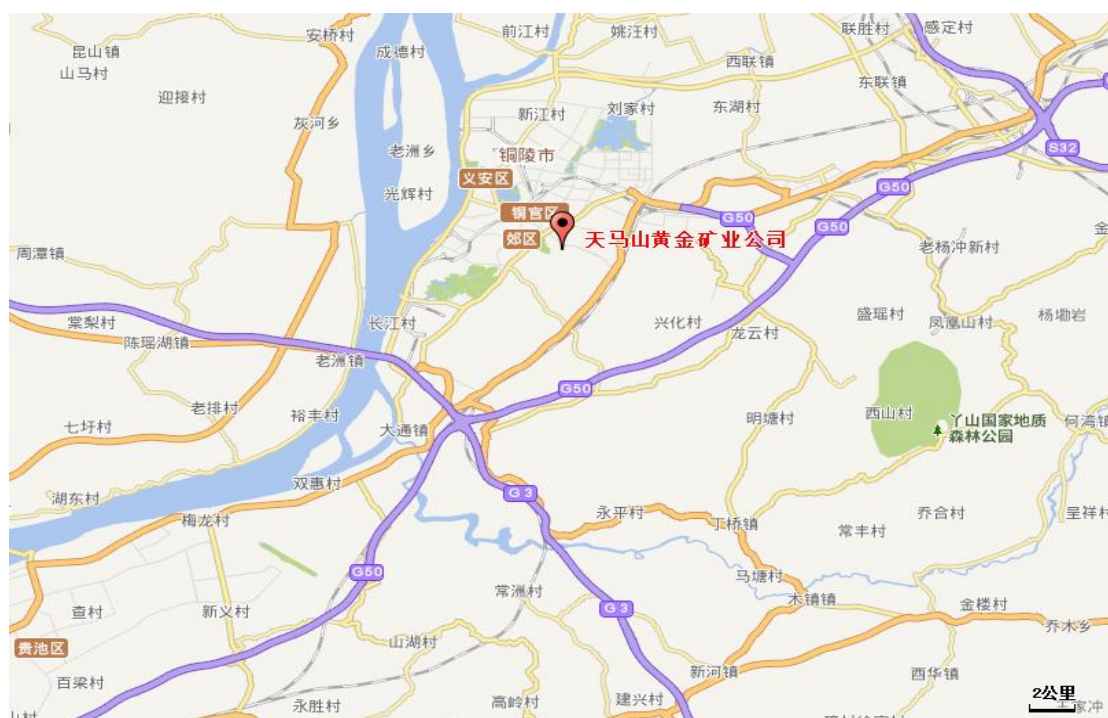 安桥村
前江村
姚汪村
联胜村
感定村
昆山镇
成德村
山马村
西联镇
东联镇
迎接村
灰河乡
新江村
刘家村
东湖村
老洲乡
铜陵市
S32
义安区
光辉村
G50
铜官区
G50
G50
郊区
天马山黄金矿业公司
老杨冲新村
金
周潭镇
棠梨村
长江村
兴化村
龙云村
盛瑶村
凤凰山村
杨墈岩
陈瑶湖镇
老洲镇
G50
老排村
裕丰村
明塘村
西山村
丫山国家地质
森林公园
何湾镇
七圩村
大通镇
双惠村
湖东村
G3
梅龙村
永平村
丁桥镇
常丰村
乔合村
呈祥村
G50
马塘村
常洲村
木镇镇
金楼村
查村
新义村
G3
乔木乡
贵池区
山湖村
新河镇
酉华镇
百梁村
永胜村
高岭村
建兴村
2公里
家冲
山村